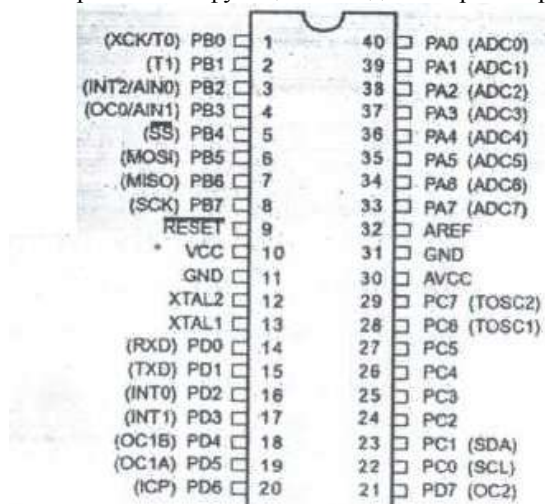 (XCK/T0) PB0 1 40 PA0 (ADC0)
(T1) PB1 2 39 PA1 (ADC1)
(INT2/AIN0) PB2 3 38 PA2 (ADC2)
(OC0/AIN1) PB3 4 37 PA3 (ADC3)
(SS) PB4 5 36 PA4 (ADC4)
(MOSI) PB5 6 35 PA5 (ADC5)
(MISO) PB6 7 34 PA6 (ADC6)
(SCK) PB7 8 33 PA7 (ADC7)
RESET 9 32 AREF
VCC 10 31 GND
GND 11 30 AVCC
XTAL2 12 29 PC7 (TOSC2)
XTAL1 13 28 PC6 (TOSC1)
(RXD) PD0 14 27 PC5
(TXD) PD1 15 26 PC4
(INT0) PD2 16 25 PC3
(INT1) PD3 17 24 PC2
(OC1B) PD4 18 23 PC1 (SDA)
(OC1A) PD5 19 22 PC0 (SCL)
(ICP) PD6 20 21 PD7 (OC2)